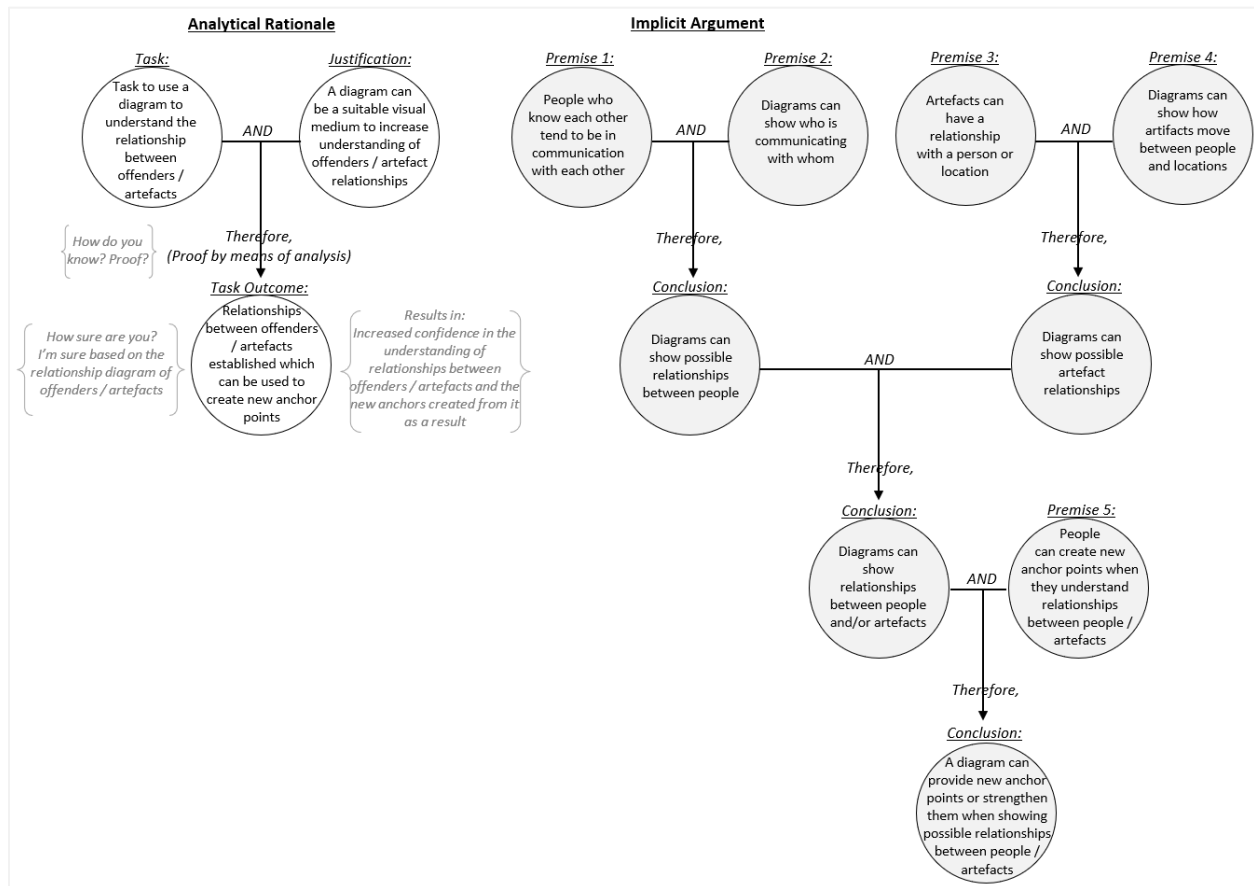 Analytical Rationale
Implicit Argument
Task:
Task to use a
diagram to
understand the
relationship
between
offenders /
artefacts
AND
Justification:
A diagram can
be a suitable visual
medium to increase
understanding of
offenders / artefact
relationships
How do you
know? Proof?
Therefore,
(Proof by means of analysis)
Task Outcome:
Relationships
between offenders
/ artefacts
established which
can be used to
create new anchor
points
How sure are you?
I'm sure based on the
relationship diagram of
offenders / artefacts
Results in:
Increased confidence in the
understanding of
relationships between
offenders / artefacts and the
new anchors created from it
as a result
Premise 1:
People who
know each other
tend to be in
communication
with each other
AND
Premise 2:
Diagrams can
show who is
communicating
with whom
Therefore,
Conclusion:
Diagrams can
show possible
relationships
between people
Premise 3:
Artefacts can
have a
relationship
with a person or
location
AND
Premise 4:
Diagrams can
show how
artifacts move
between people
and locations
Therefore,
Conclusion:
Diagrams can
show possible
artefact
relationships
AND
Therefore,
Conclusion:
Diagrams can
show
relationships
between people
and/or artefacts
AND
Premise 5:
People
can create new
anchor points when
they understand
relationships
between people /
artefacts
Therefore,
Conclusion:
A diagram can
provide new anchor
points or strengthen
them when showing
possible relationships
between people /
artefacts